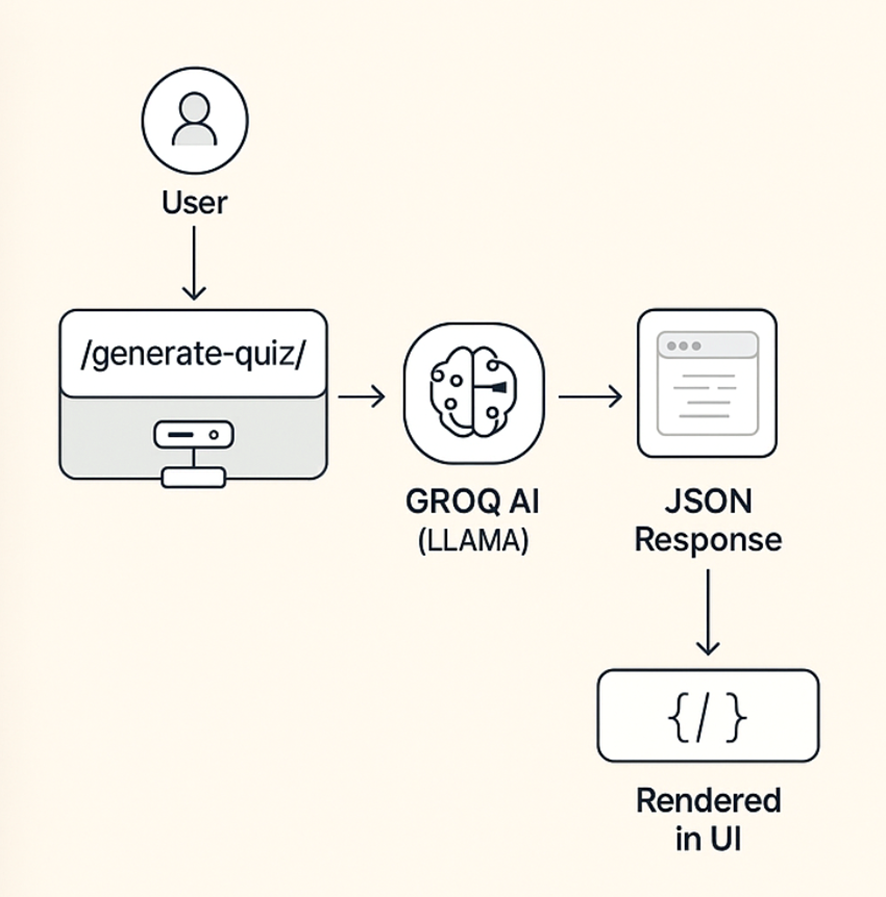 User
/generate-quiz/
GROQ AI
(LLAMA)
JSON
Response
{/ }
Rendered
in UI